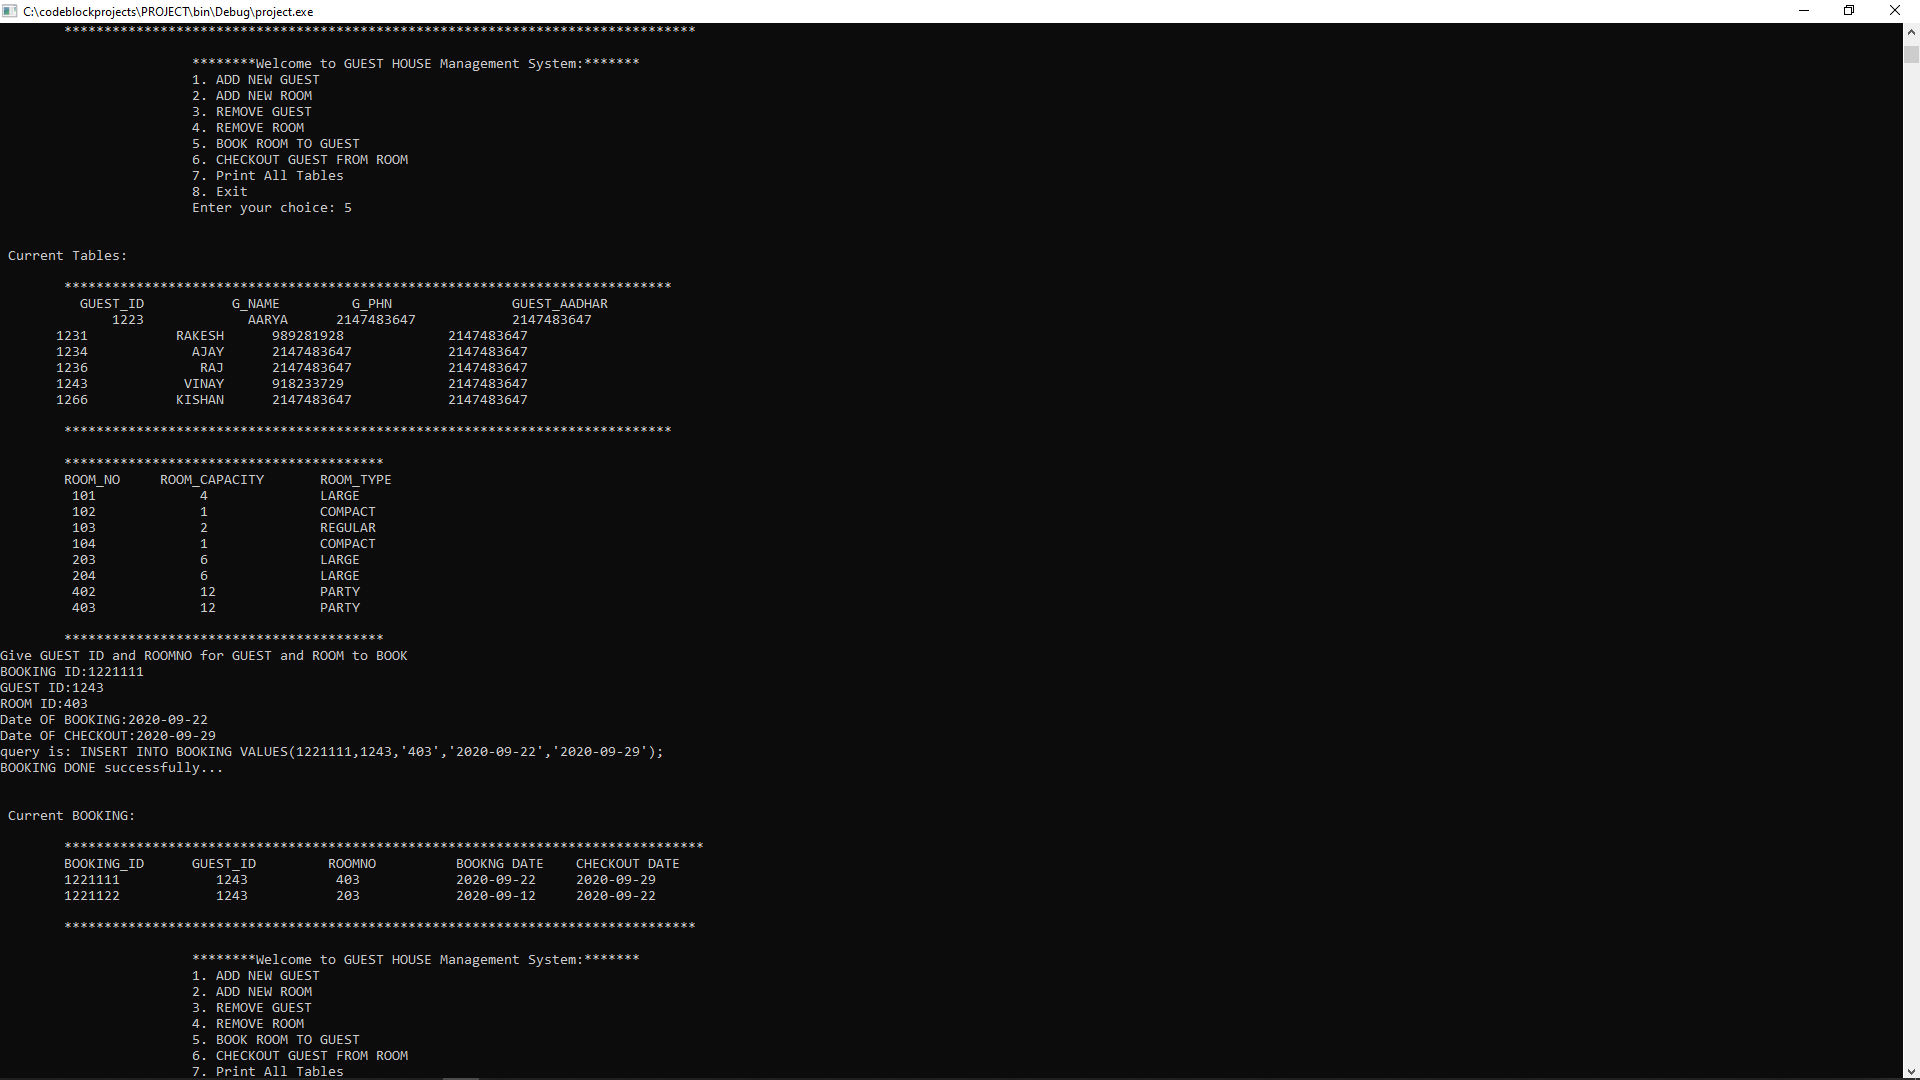 C:\codeblockprojects\PROJECT\bin\Debug\project.exe
*******************************************************************************
********Welcome to GUEST HOUSE Management System:*******
1. ADD NEW GUEST
2. ADD NEW ROOM
3. REMOVE GUEST
4. REMOVE ROOM
5. BOOK ROOM TO GUEST
6. CHECKOUT GUEST FROM ROOM
7. Print All Tables
8. Exit
Enter your choice: 5
Current Tables:
****************************************************************************
GUEST_ID G_NAME G_PHN GUEST_AADHAR
1223 AARYA 2147483647 2147483647
1231 RAKESH 989281928 2147483647
1234 AJAY 2147483647 2147483647
1236 RAJ 2147483647 2147483647
1243 VINAY 918233729 2147483647
1266 KISHAN 2147483647 2147483647
****************************************************************************
****************************************
ROOM_NO ROOM_CAPACITY ROOM_TYPE
101 4 LARGE
102 1 COMPACT
103 2 REGULAR
104 1 COMPACT
203 6 LARGE
204 6 LARGE
402 12 PARTY
403 12 PARTY
****************************************
Give GUEST ID and ROOMNO for GUEST and ROOM to BOOK
BOOKING ID:1221111
GUEST ID:1243
ROOM ID:403
Date OF BOOKING:2020-09-22
Date OF CHECKOUT:2020-09-29
query is: INSERT INTO BOOKING VALUES(1221111,1243,'403','2020-09-22','2020-09-29');
BOOKING DONE successfully...
Current BOOKING:
********************************************************************************
BOOKING_ID GUEST_ID ROOMNO BOOKNG DATE CHECKOUT DATE
1221111 1243 403 2020-09-22 2020-09-29
1221122 1243 203 2020-09-12 2020-09-22
*******************************************************************************
********Welcome to GUEST HOUSE Management System:*******
1. ADD NEW GUEST
2. ADD NEW ROOM
3. REMOVE GUEST
4. REMOVE ROOM
5. BOOK ROOM TO GUEST
6. CHECKOUT GUEST FROM ROOM
7. Print All Tables